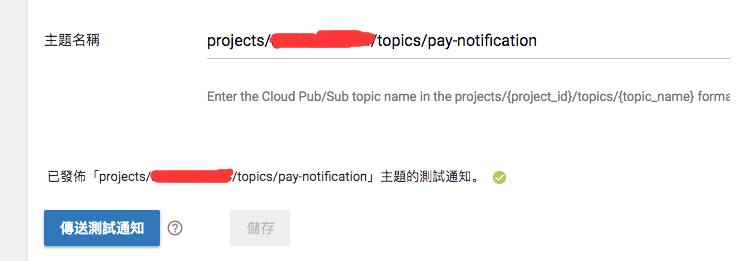 主題名稱
projects/ /topics/pay-notification
Enter the Cloud Pub/Sub topic name in the projects/{project_id}/topics/{topic_name} forma
已發佈「projects/ /topics/pay-notification」主題的測試通知。
傳送測試通知 ? 儲存